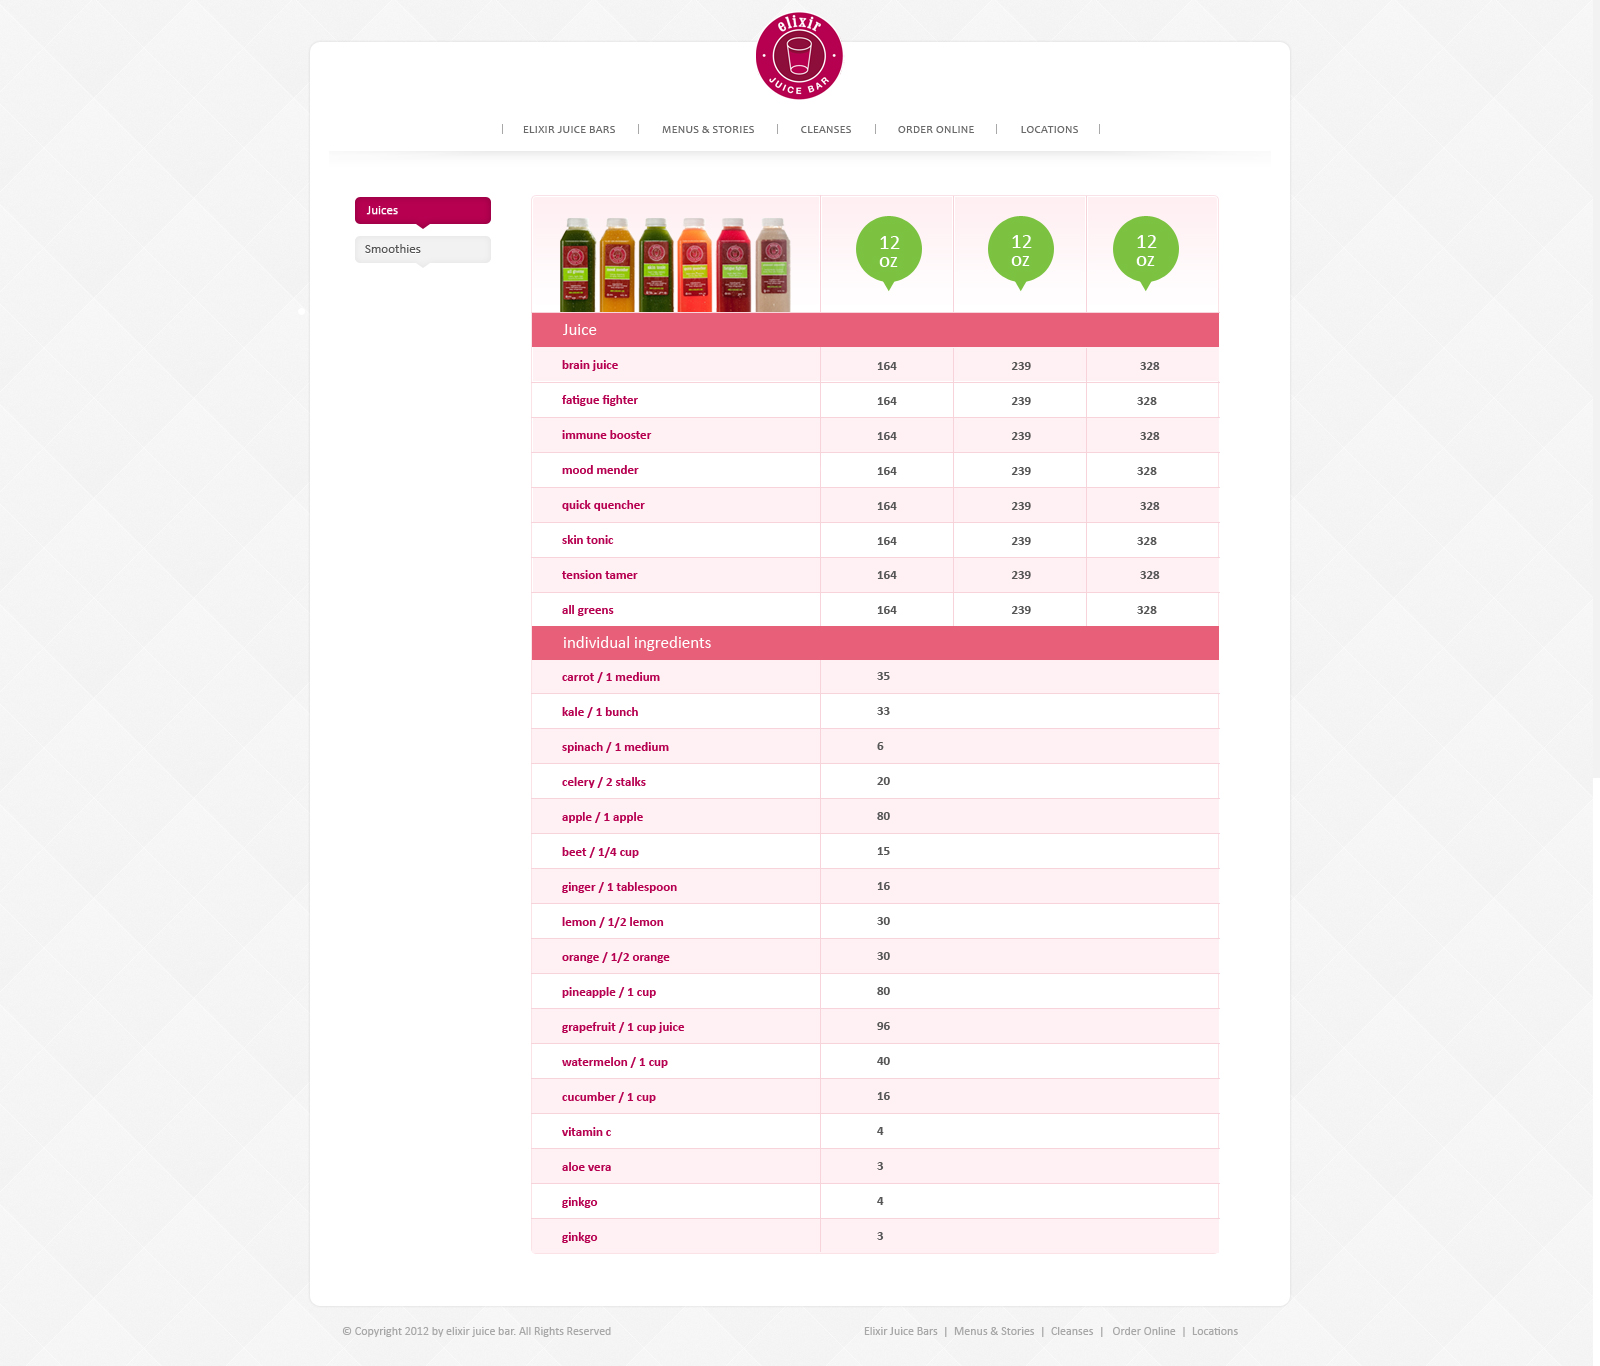 elixir
JUICE BAR
ELIXIR JUICE BARS
MENUS & STORIES
CLEANSES
ORDER ONLINE
LOCATIONS
Juices
Smoothies
12 oz
12 oz
12 oz
Juice
brain juice 164 239 328
fatigue fighter 164 239 328
immune booster 164 239 328
mood mender 164 239 328
quick quencher 164 239 328
skin tonic 164 239 328
tension tamer 164 239 328
all greens 164 239 328
individual ingredients
carrot / 1 medium 35
kale / 1 bunch 33
spinach / 1 medium 6
celery / 2 stalks 20
apple / 1 apple 80
beet / 1/4 cup 15
ginger / 1 tablespoon 16
lemon / 1/2 lemon 30
orange / 1/2 orange 30
pineapple / 1 cup 80
grapefruit / 1 cup juice 96
watermelon / 1 cup 40
cucumber / 1 cup 16
vitamin c 4
aloe vera 3
ginkgo 4
ginkgo 3
© Copyright 2012 by elixir juice bar. All Rights Reserved
Elixir Juice Bars | Menus & Stories | Cleanses | Order Online | Locations